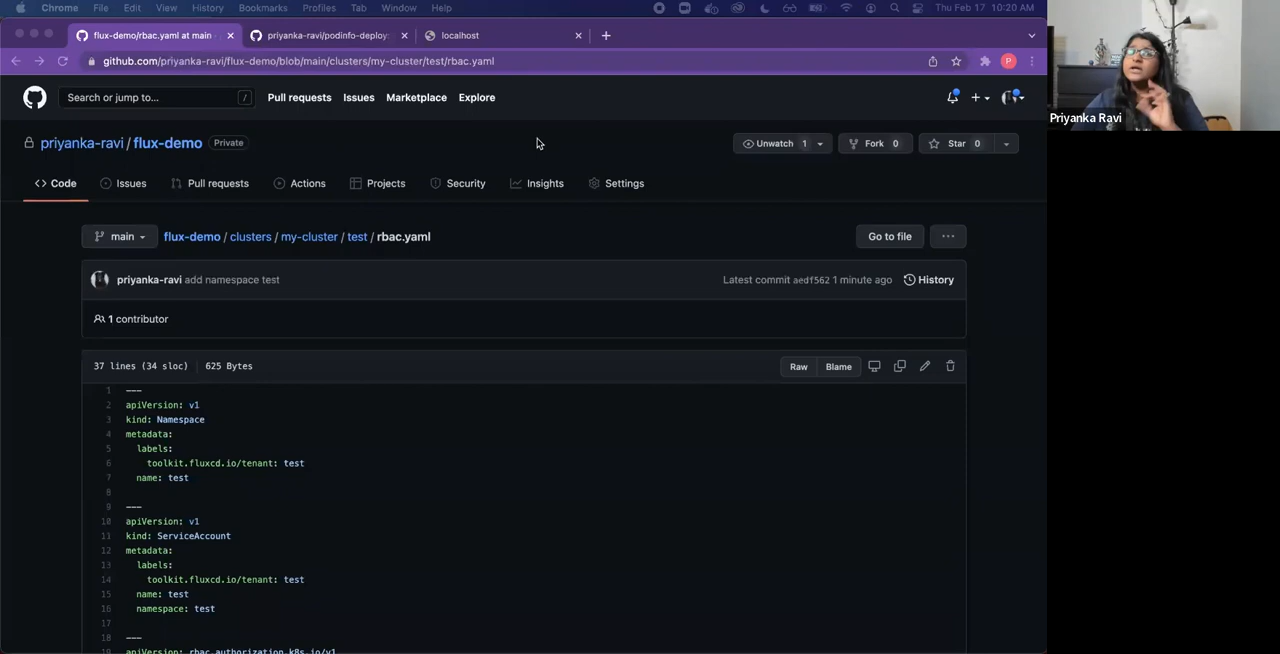 Chrome File Edit View History Bookmarks Profiles Tab Window Help Thu Feb 17 10:20 AM
flux-demo/rbac.yaml at main · priyanka-ravi/podinfo-deploy: localhost
github.com/priyanka-ravi/flux-demo/blob/main/clusters/my-cluster/test/rbac.yaml P
Search or jump to... / Pull requests Issues Marketplace Explore
Priyanka Ravi
priyanka-ravi / flux-demo Private Unwatch 1 Fork 0 Star 0
Code Issues Pull requests Actions Projects Security Insights Settings
main flux-demo / clusters / my-cluster / test / rbac.yaml Go to file ...
priyanka-ravi add namespace test Latest commit aedf562 1 minute ago History
1 contributor
37 lines (34 sloc) 625 Bytes Raw Blame
1 ---
2 apiVersion: v1
3 kind: Namespace
4 metadata:
5 labels:
6 toolkit.fluxcd.io/tenant: test
7 name: test
8
9 ---
10 apiVersion: v1
11 kind: ServiceAccount
12 metadata:
13 labels:
14 toolkit.fluxcd.io/tenant: test
15 name: test
16 namespace: test
17
18 ---
19 apiVersion: rbac.authorization.k8s.io/v1